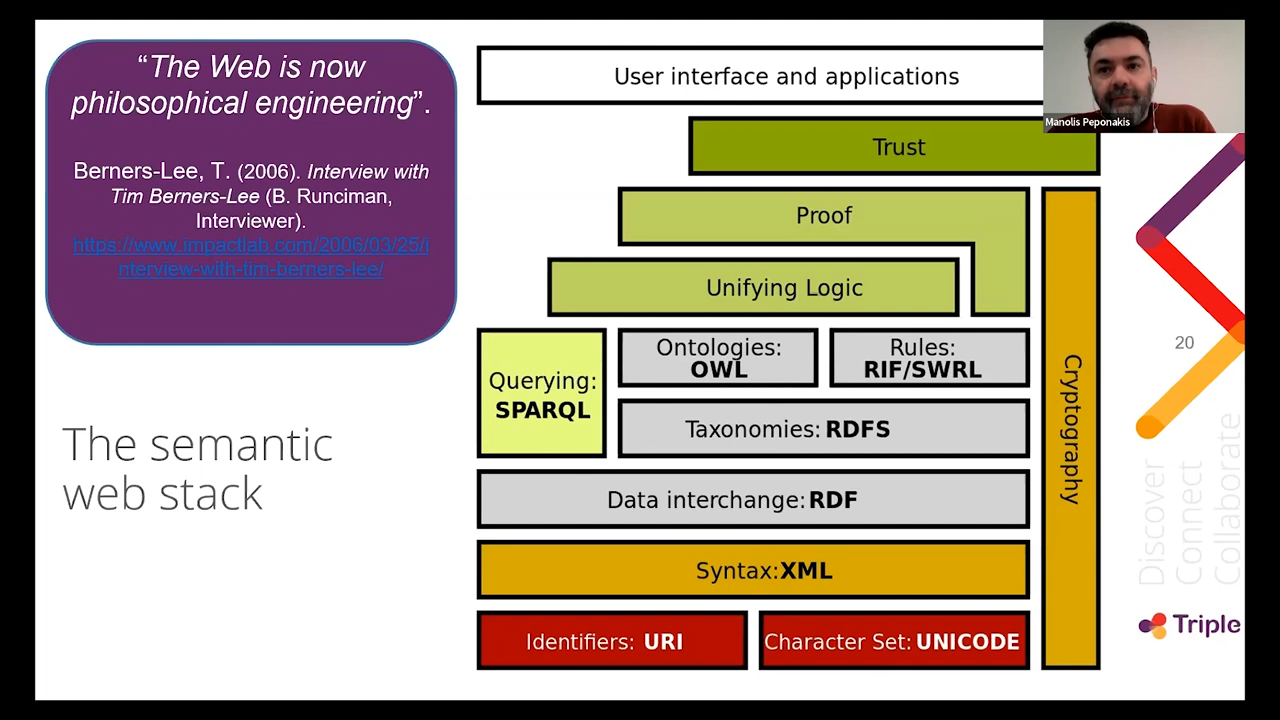 “The Web is now
philosophical engineering”.
Berners-Lee, T. (2006). Interview with
Tim Berners-Lee (B. Runciman,
Interviewer).
https://www.impactlab.com/2006/03/25/i
nterview-with-tim-berners-lee/
The semantic
web stack
User interface and applications
Trust
Proof
Unifying Logic
Querying:
SPARQL
Ontologies:
OWL
Rules:
RIF/SWRL
Taxonomies: RDFS
Data interchange: RDF
Syntax: XML
Identifiers: URI
Character Set: UNICODE
Cryptography
Manolis Peponakis
20
Discover
Connect
Collaborate
Triple